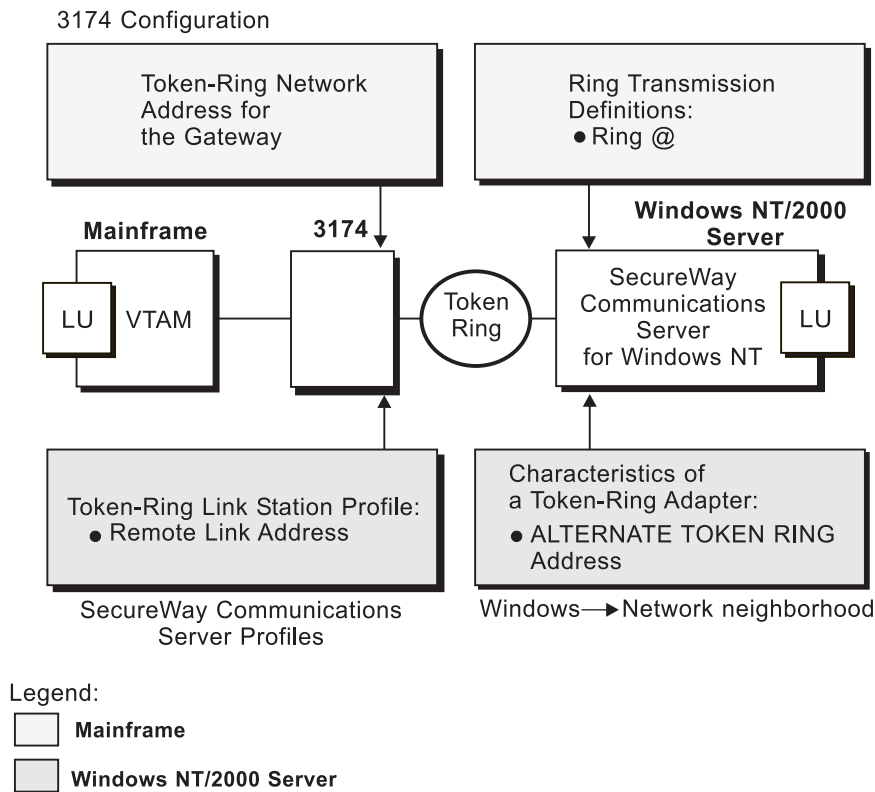 3174 Configuration
Token-Ring Network
Address for
the Gateway
Ring Transmission
Definitions:
● Ring @
Mainframe
3174
Windows NT/2000
Server
LU
VTAM
Token
Ring
SecureWay
Communications
Server
for Windows NT
LU
Token-Ring Link Station Profile:
● Remote Link Address
Characteristics of
a Token-Ring Adapter:
● ALTERNATE TOKEN RING
Address
SecureWay Communications
Server Profiles
Windows→Network neighborhood
Legend:
Mainframe
Windows NT/2000 Server